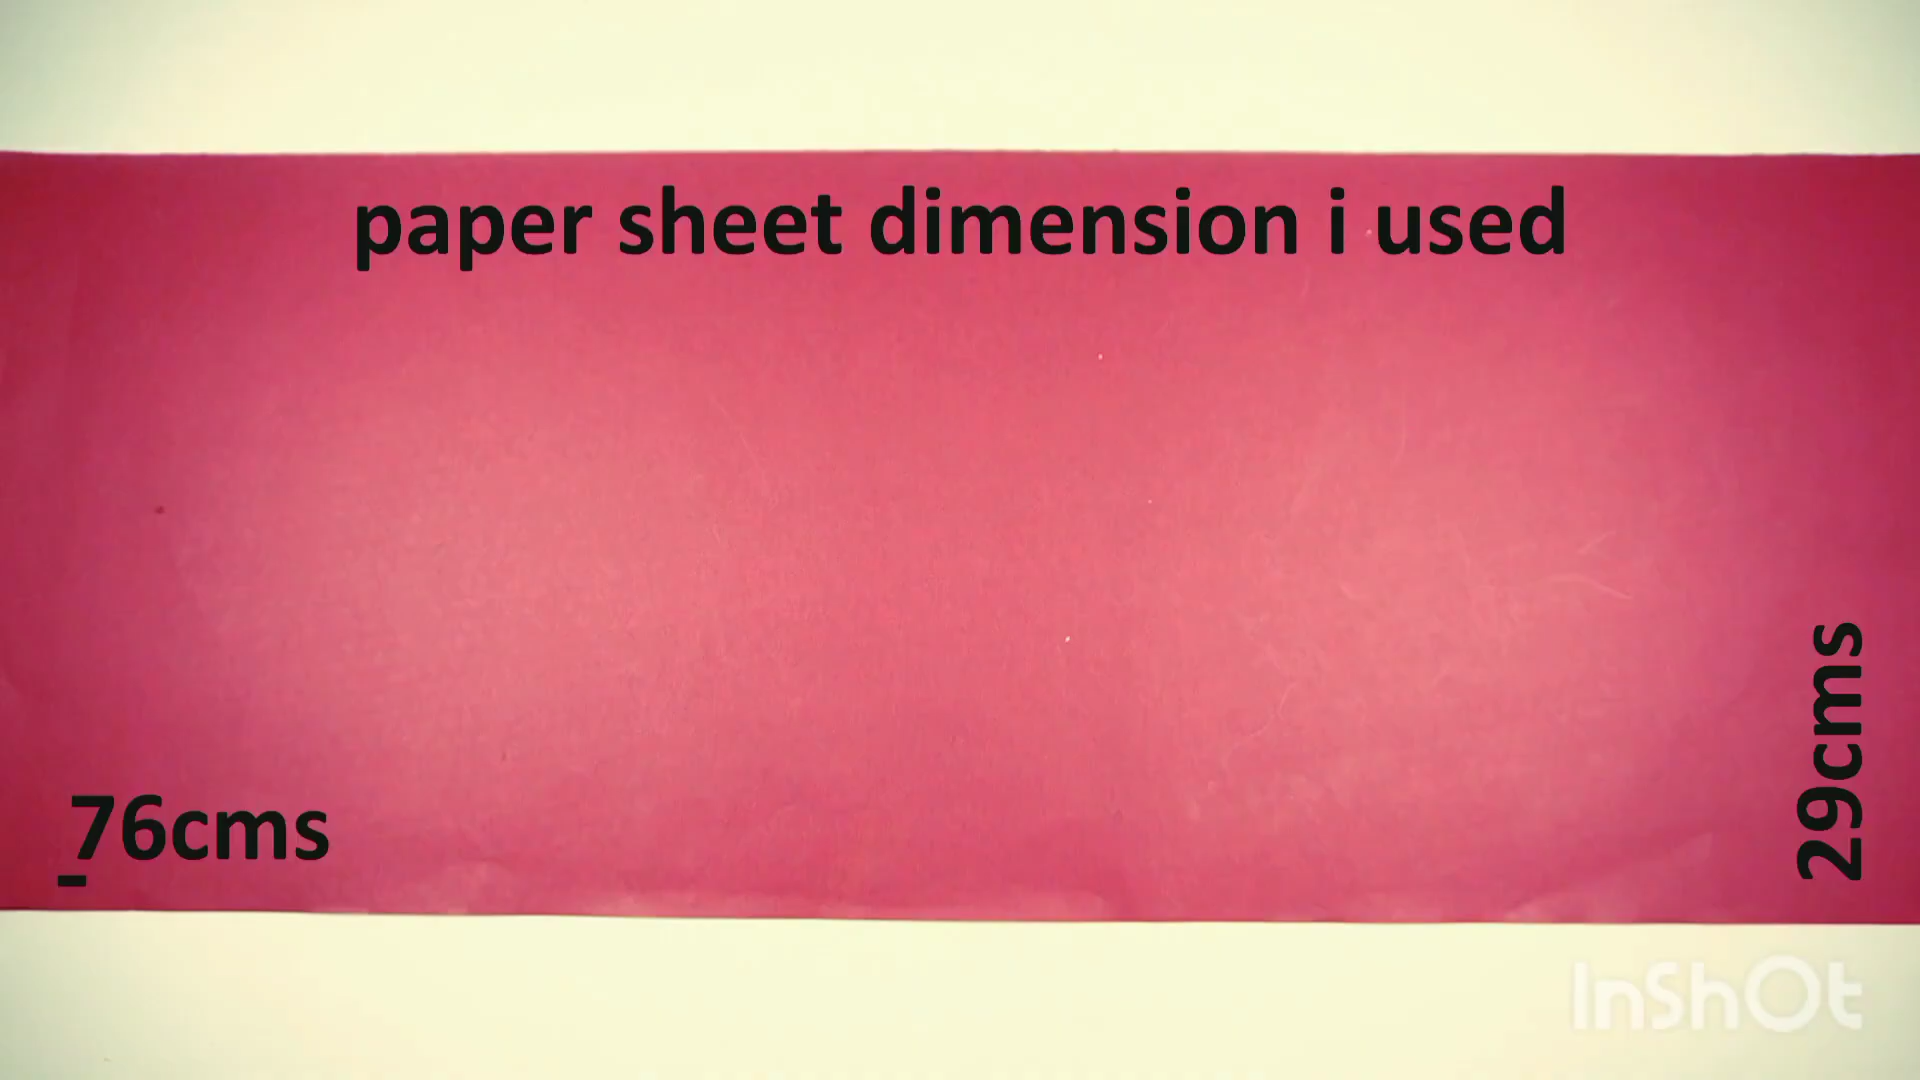 paper sheet dimension i used
76cms
-
29cms
InShOt